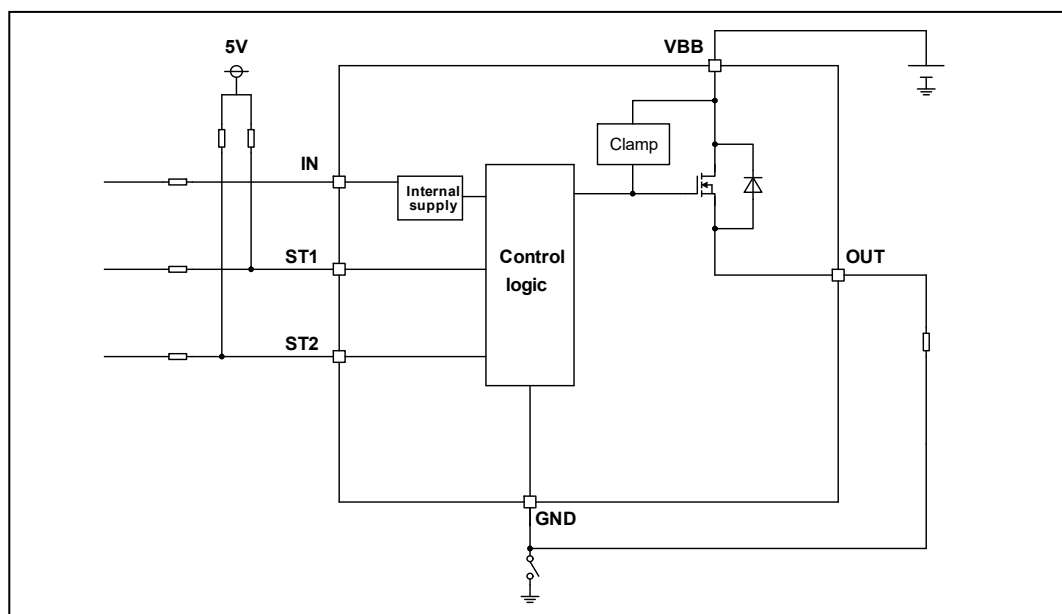 5V
VBB
Clamp
IN
Internal
supply
Control
logic
ST1
OUT
ST2
GND